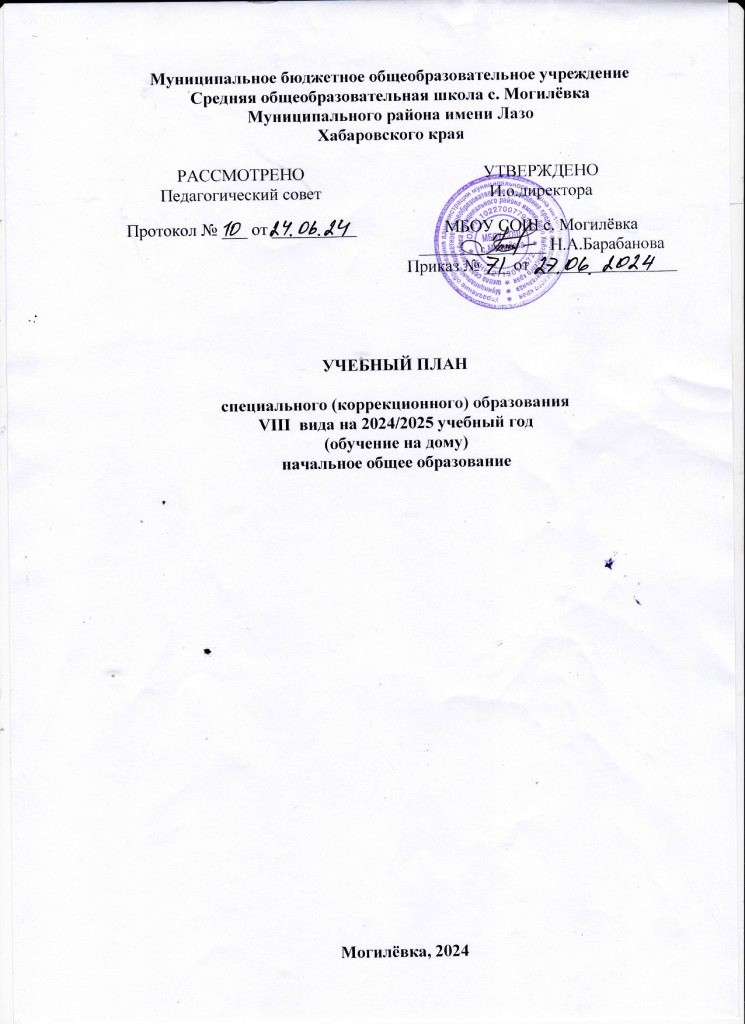 Муниципальное бюджетное общеобразовательное учреждение
Средняя общеобразовательная школа с. Могилёвка
Муниципального района имени Лазо
Хабаровского края
РАССМОТРЕНО
Педагогический совет
Протокол № 10 от 24.06.24
УТВЕРЖДЕНО
И.о.директора
МБОУ СОШ с. Могилёвка
Н.А.Барабанова
Приказ № 71 от 27.06. 2024
УЧЕБНЫЙ ПЛАН
специального (коррекционного) образования
VIII вида на 2024/2025 учебный год
(обучение на дому)
начальное общее образование
Могилёвка, 2024